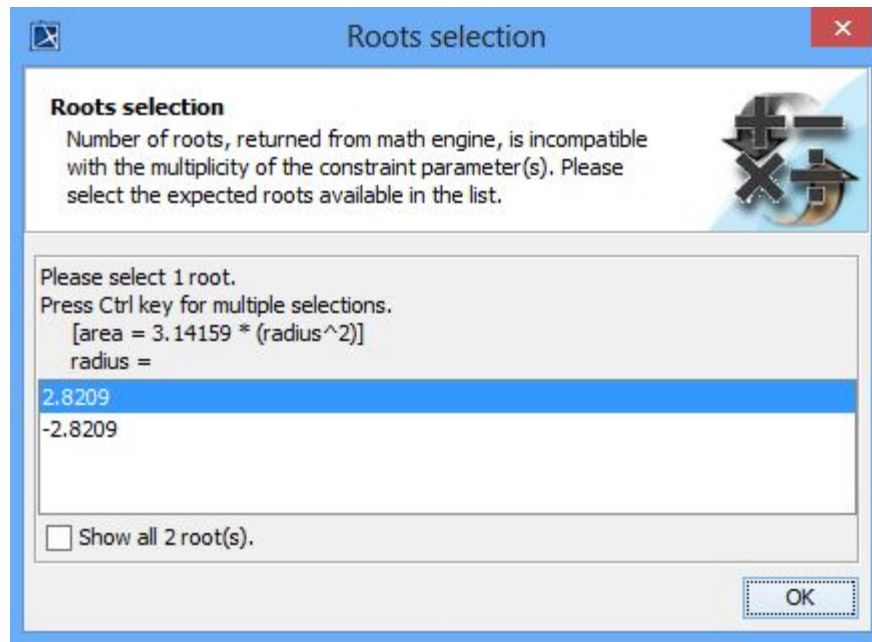 Roots selection
Roots selection
Number of roots, returned from math engine, is incompatible
with the multiplicity of the constraint parameter(s). Please
select the expected roots available in the list.
Please select 1 root.
Press Ctrl key for multiple selections.
[area = 3.14159 * (radius^2)]
radius =
2.8209
-2.8209
Show all 2 root(s).
OK